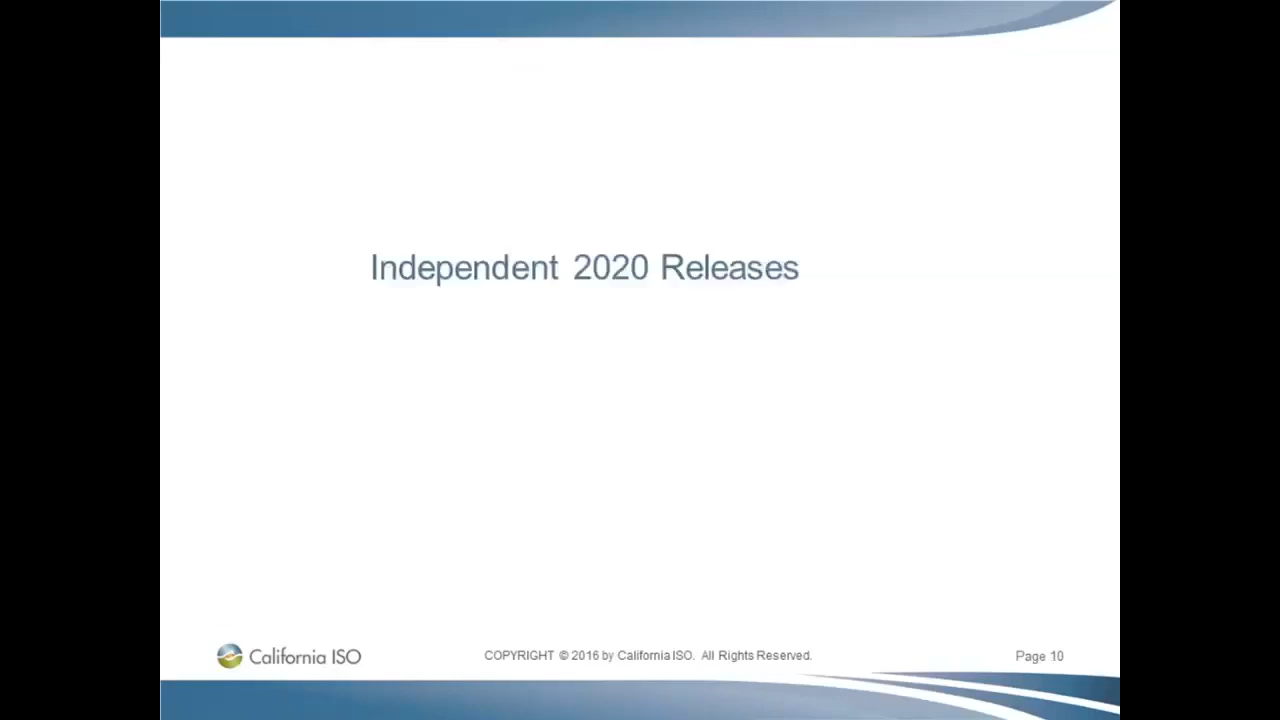 Independent 2020 Releases
California ISO
COPYRIGHT © 2016 by California ISO. All Rights Reserved.
Page 10